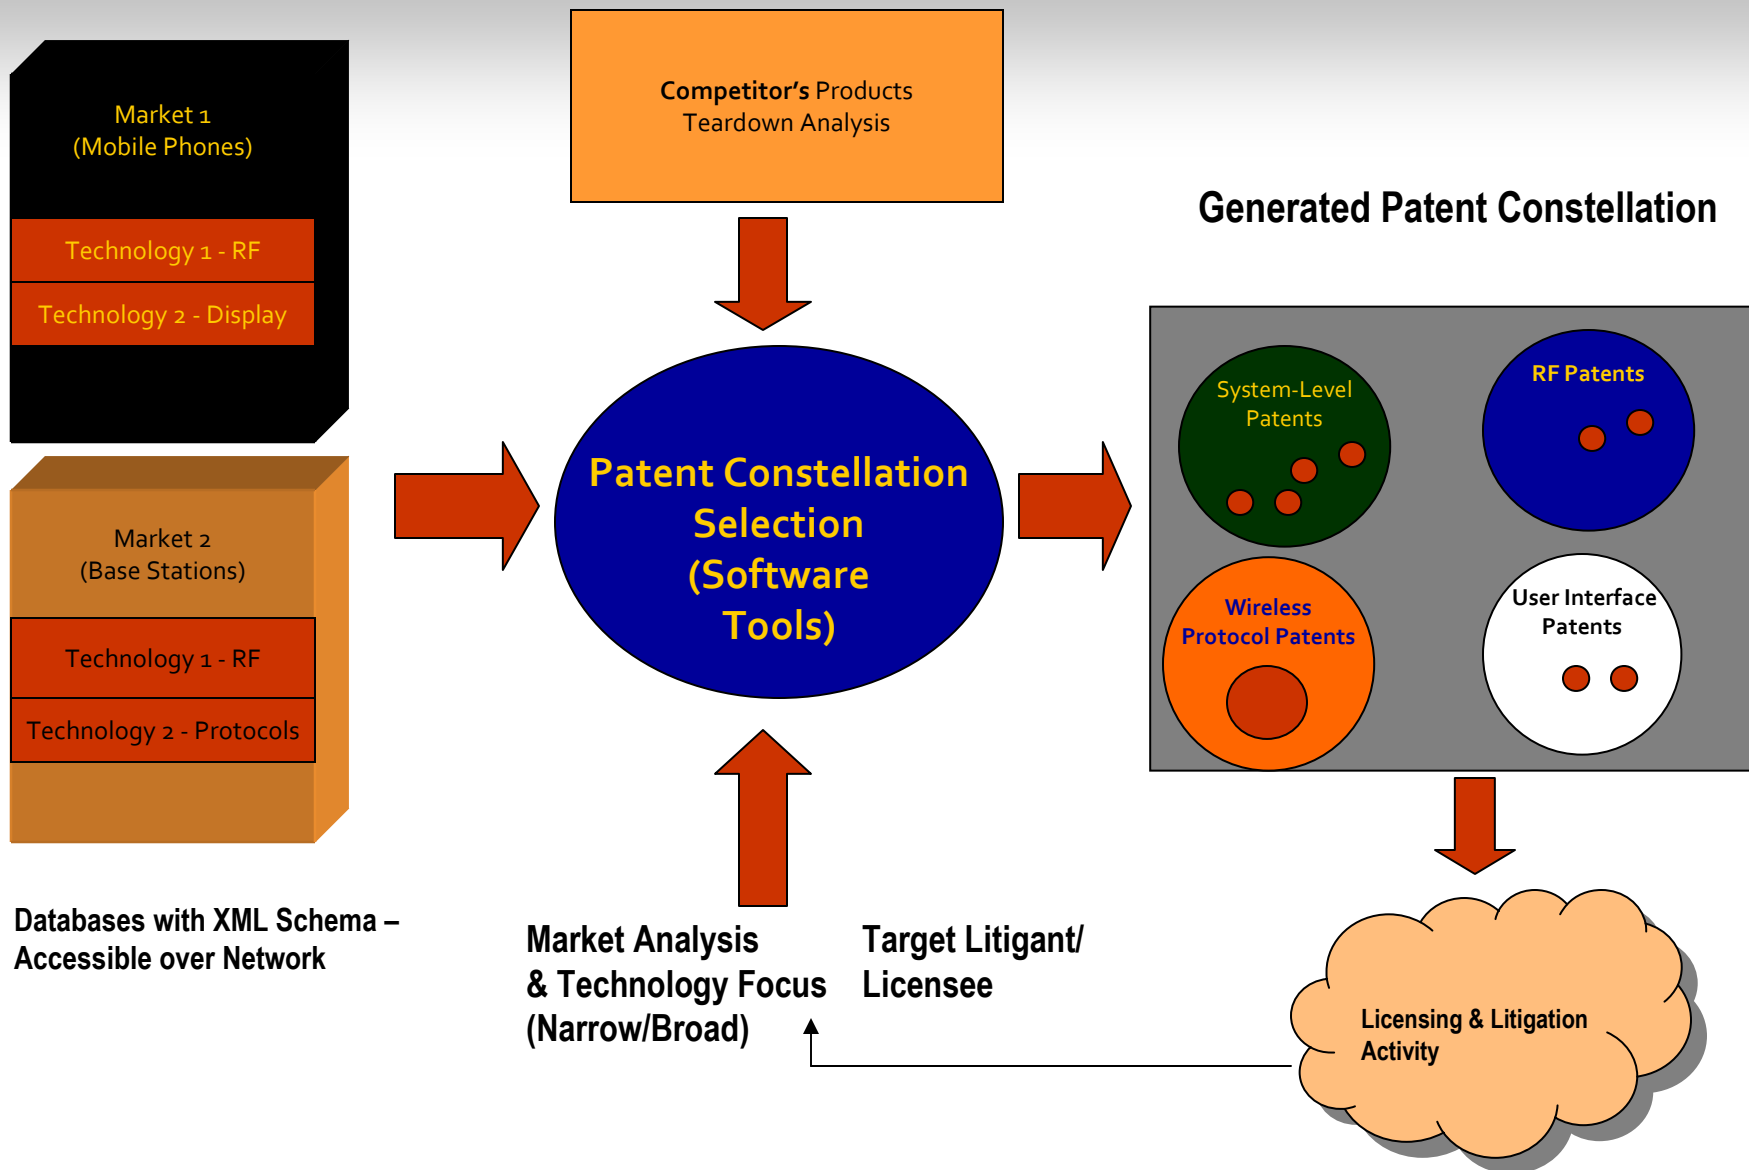 Market 1
(Mobile Phones)
Technology 1 - RF
Technology 2 - Display
Market 2
(Base Stations)
Technology 1 - RF
Technology 2 - Protocols
Databases with XML Schema –
Accessible over Network
Competitor’s Products
Teardown Analysis
Patent Constellation
Selection
(Software
Tools)
Market Analysis
& Technology Focus
(Narrow/Broad)
Target Litigant/
Licensee
Generated Patent Constellation
System-Level
Patents
RF Patents
Wireless
Protocol Patents
User Interface
Patents
Licensing & Litigation
Activity